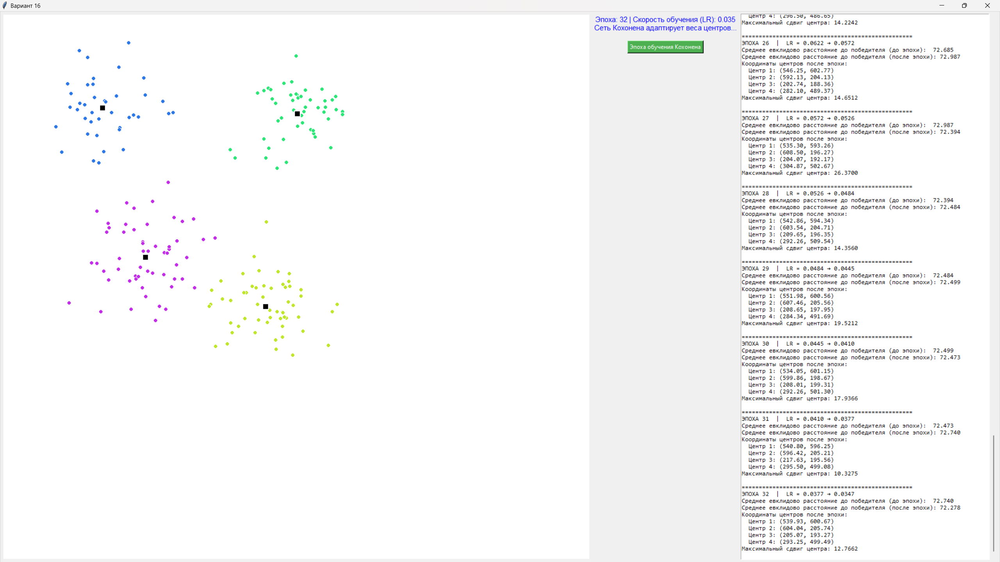 Вариант 16
Эпоха: 32 | Скорость обучения (LR): 0.035
Сеть Кохонена адаптирует веса центров...
Эпоха обучения Кохонена
Центр 4: (296.50, 486.65)
Максимальный сдвиг центра: 14.2242
==================================================
ЭПОХА 26  |  LR = 0.0622 → 0.0572
Среднее евклидово расстояние до победителя (до эпохи):  72.685
Среднее евклидово расстояние до победителя (после эпохи): 72.987
Координаты центров после эпохи:
Центр 1: (546.25, 602.77)
Центр 2: (592.13, 204.13)
Центр 3: (202.74, 188.36)
Центр 4: (282.10, 489.37)
Максимальный сдвиг центра: 14.6512
==================================================
ЭПОХА 27  |  LR = 0.0572 → 0.0526
Среднее евклидово расстояние до победителя (до эпохи):  72.987
Среднее евклидово расстояние до победителя (после эпохи): 72.394
Координаты центров после эпохи:
Центр 1: (535.30, 593.26)
Центр 2: (608.50, 196.27)
Центр 3: (204.07, 192.17)
Центр 4: (304.87, 502.67)
Максимальный сдвиг центра: 26.3700
==================================================
ЭПОХА 28  |  LR = 0.0526 → 0.0484
Среднее евклидово расстояние до победителя (до эпохи):  72.394
Среднее евклидово расстояние до победителя (после эпохи): 72.484
Координаты центров после эпохи:
Центр 1: (542.86, 594.34)
Центр 2: (603.54, 204.71)
Центр 3: (209.65, 196.35)
Центр 4: (292.26, 509.54)
Максимальный сдвиг центра: 14.3560
==================================================
ЭПОХА 29  |  LR = 0.0484 → 0.0445
Среднее евклидово расстояние до победителя (до эпохи):  72.484
Среднее евклидово расстояние до победителя (после эпохи): 72.499
Координаты центров после эпохи:
Центр 1: (551.98, 600.56)
Центр 2: (607.46, 205.56)
Центр 3: (208.65, 197.95)
Центр 4: (284.34, 491.69)
Максимальный сдвиг центра: 19.5212
==================================================
ЭПОХА 30  |  LR = 0.0445 → 0.0410
Среднее евклидово расстояние до победителя (до эпохи):  72.499
Среднее евклидово расстояние до победителя (после эпохи): 72.473
Координаты центров после эпохи:
Центр 1: (534.05, 601.15)
Центр 2: (599.86, 198.67)
Центр 3: (208.01, 199.31)
Центр 4: (292.26, 501.30)
Максимальный сдвиг центра: 17.9366
==================================================
ЭПОХА 31  |  LR = 0.0410 → 0.0377
Среднее евклидово расстояние до победителя (до эпохи):  72.473
Среднее евклидово расстояние до победителя (после эпохи): 72.740
Координаты центров после эпохи:
Центр 1: (540.80, 596.25)
Центр 2: (596.42, 205.21)
Центр 3: (217.63, 195.56)
Центр 4: (295.50, 499.08)
Максимальный сдвиг центра: 10.3275
==================================================
ЭПОХА 32  |  LR = 0.0377 → 0.0347
Среднее евклидово расстояние до победителя (до эпохи):  72.740
Среднее евклидово расстояние до победителя (после эпохи): 72.278
Координаты центров после эпохи:
Центр 1: (539.93, 600.67)
Центр 2: (604.04, 205.74)
Центр 3: (205.07, 193.27)
Центр 4: (293.25, 499.49)
Максимальный сдвиг центра: 12.7662